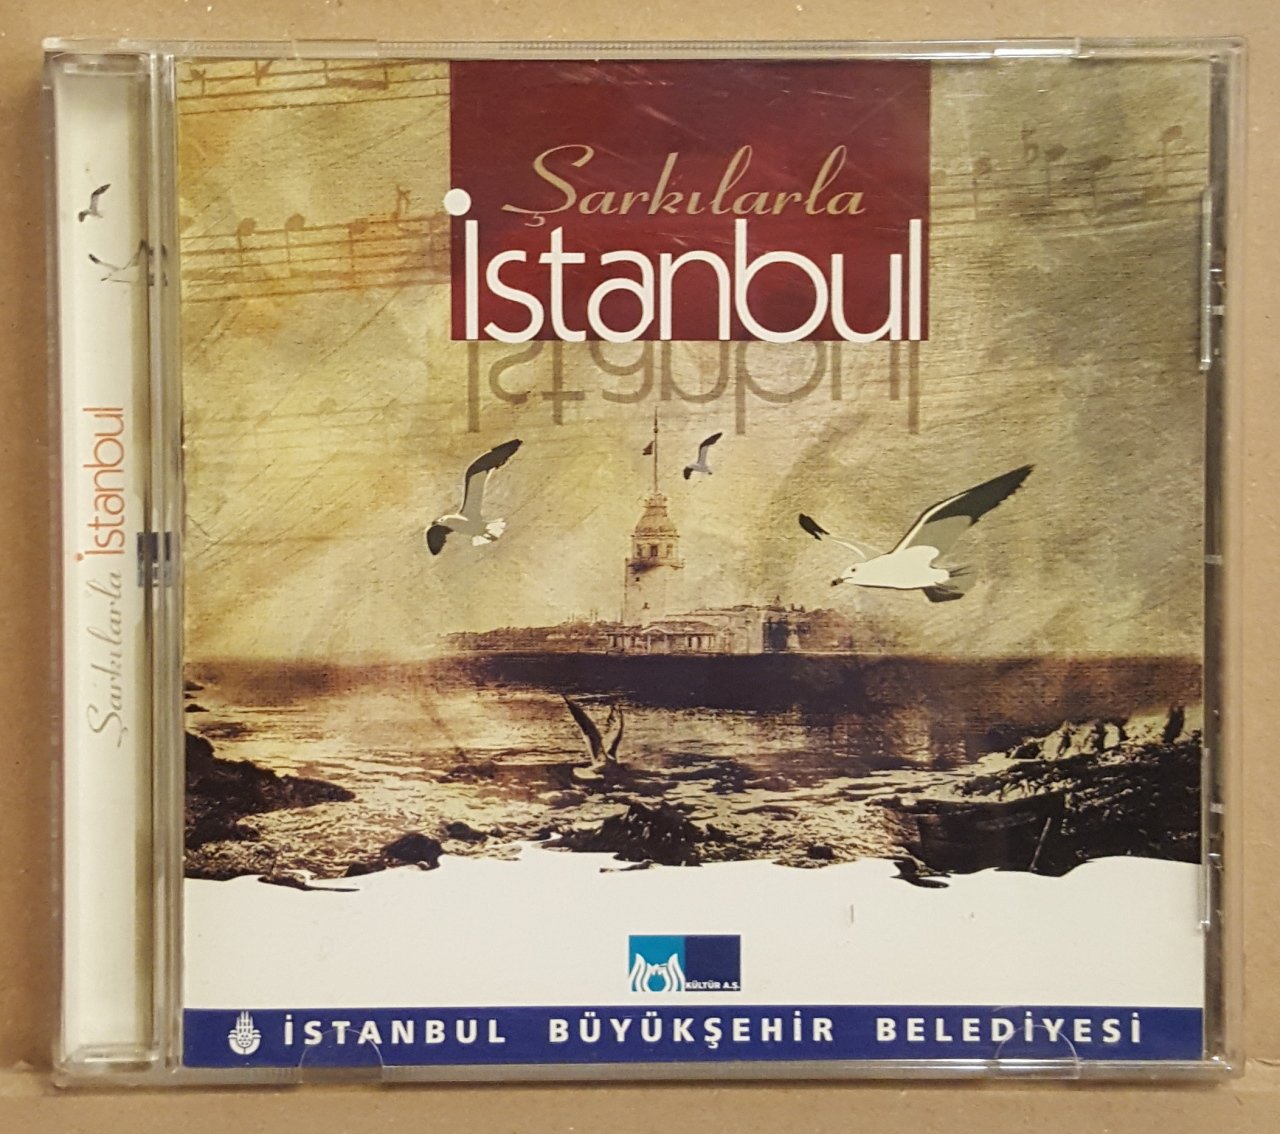 Şarkılarla
İstanbul
Şarkılarla İstanbul
KÜLTÜR A.Ş.
İSTANBUL BÜYÜKŞEHİR BELEDİYESİ